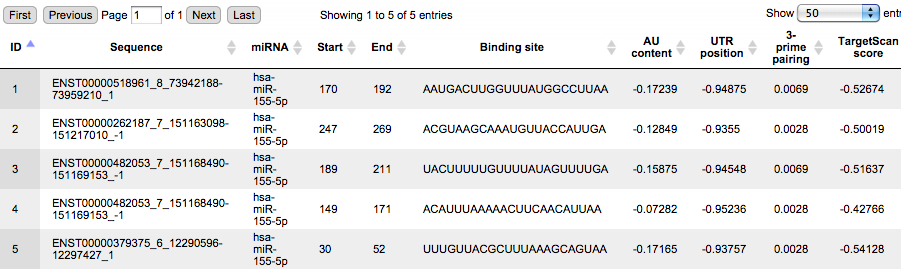 First Previous Page 1 of 1 Next Last Showing 1 to 5 of 5 entries Show 50
ID Sequence miRNA Start End Binding site AU content UTR position 3-prime pairing TargetScan score
1 ENST00000518961_8_73942188-73959210_1 hsa-miR-155-5p 170 192 AAUGACUUGGUUUAUGGCCUUAA -0.17239 -0.94875 0.0069 -0.52674
2 ENST00000262187_7_151163098-151217010_-1 hsa-miR-155-5p 247 269 ACGUAAGCAAAUGUUACCAUUGA -0.12849 -0.9355 0.0028 -0.50019
3 ENST00000482053_7_151168490-151169153_-1 hsa-miR-155-5p 189 211 UACUUUUUGUUUUAUAGUUUUGA -0.15875 -0.94548 0.0069 -0.51637
4 ENST00000482053_7_151168490-151169153_-1 hsa-miR-155-5p 149 171 ACAUUUAAAAACUUCAACAUUAA -0.07282 -0.95236 0.0028 -0.42766
5 ENST00000379375_6_12290596-12297427_1 hsa-miR-155-5p 30 52 UUUGUUACGCUUUAAAGCAGUAA -0.17165 -0.93757 0.0028 -0.54128